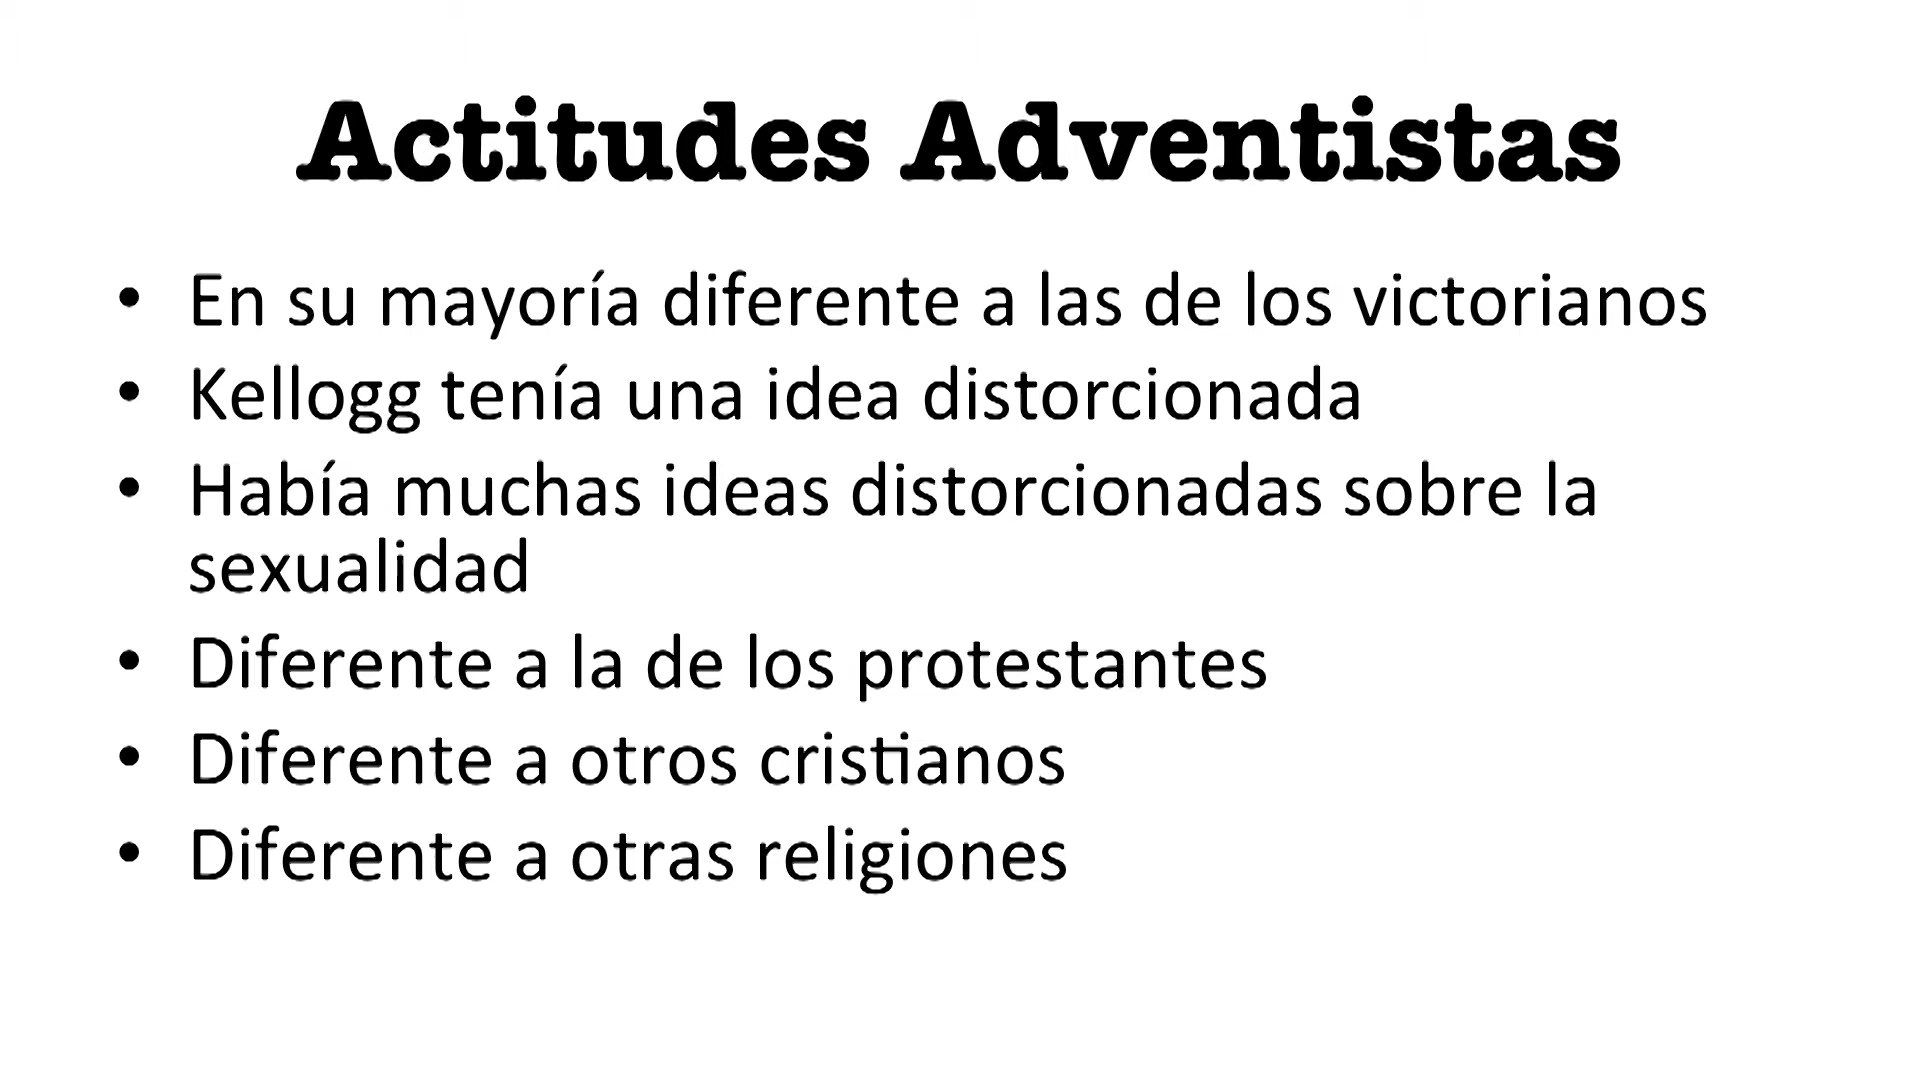 Actitudes Adventistas
• En su mayoría diferente a las de los victorianos
• Kellogg tenía una idea distorcionada
• Había muchas ideas distorcionadas sobre la
sexualidad
• Diferente a la de los protestantes
• Diferente a otros cristianos
• Diferente a otras religiones